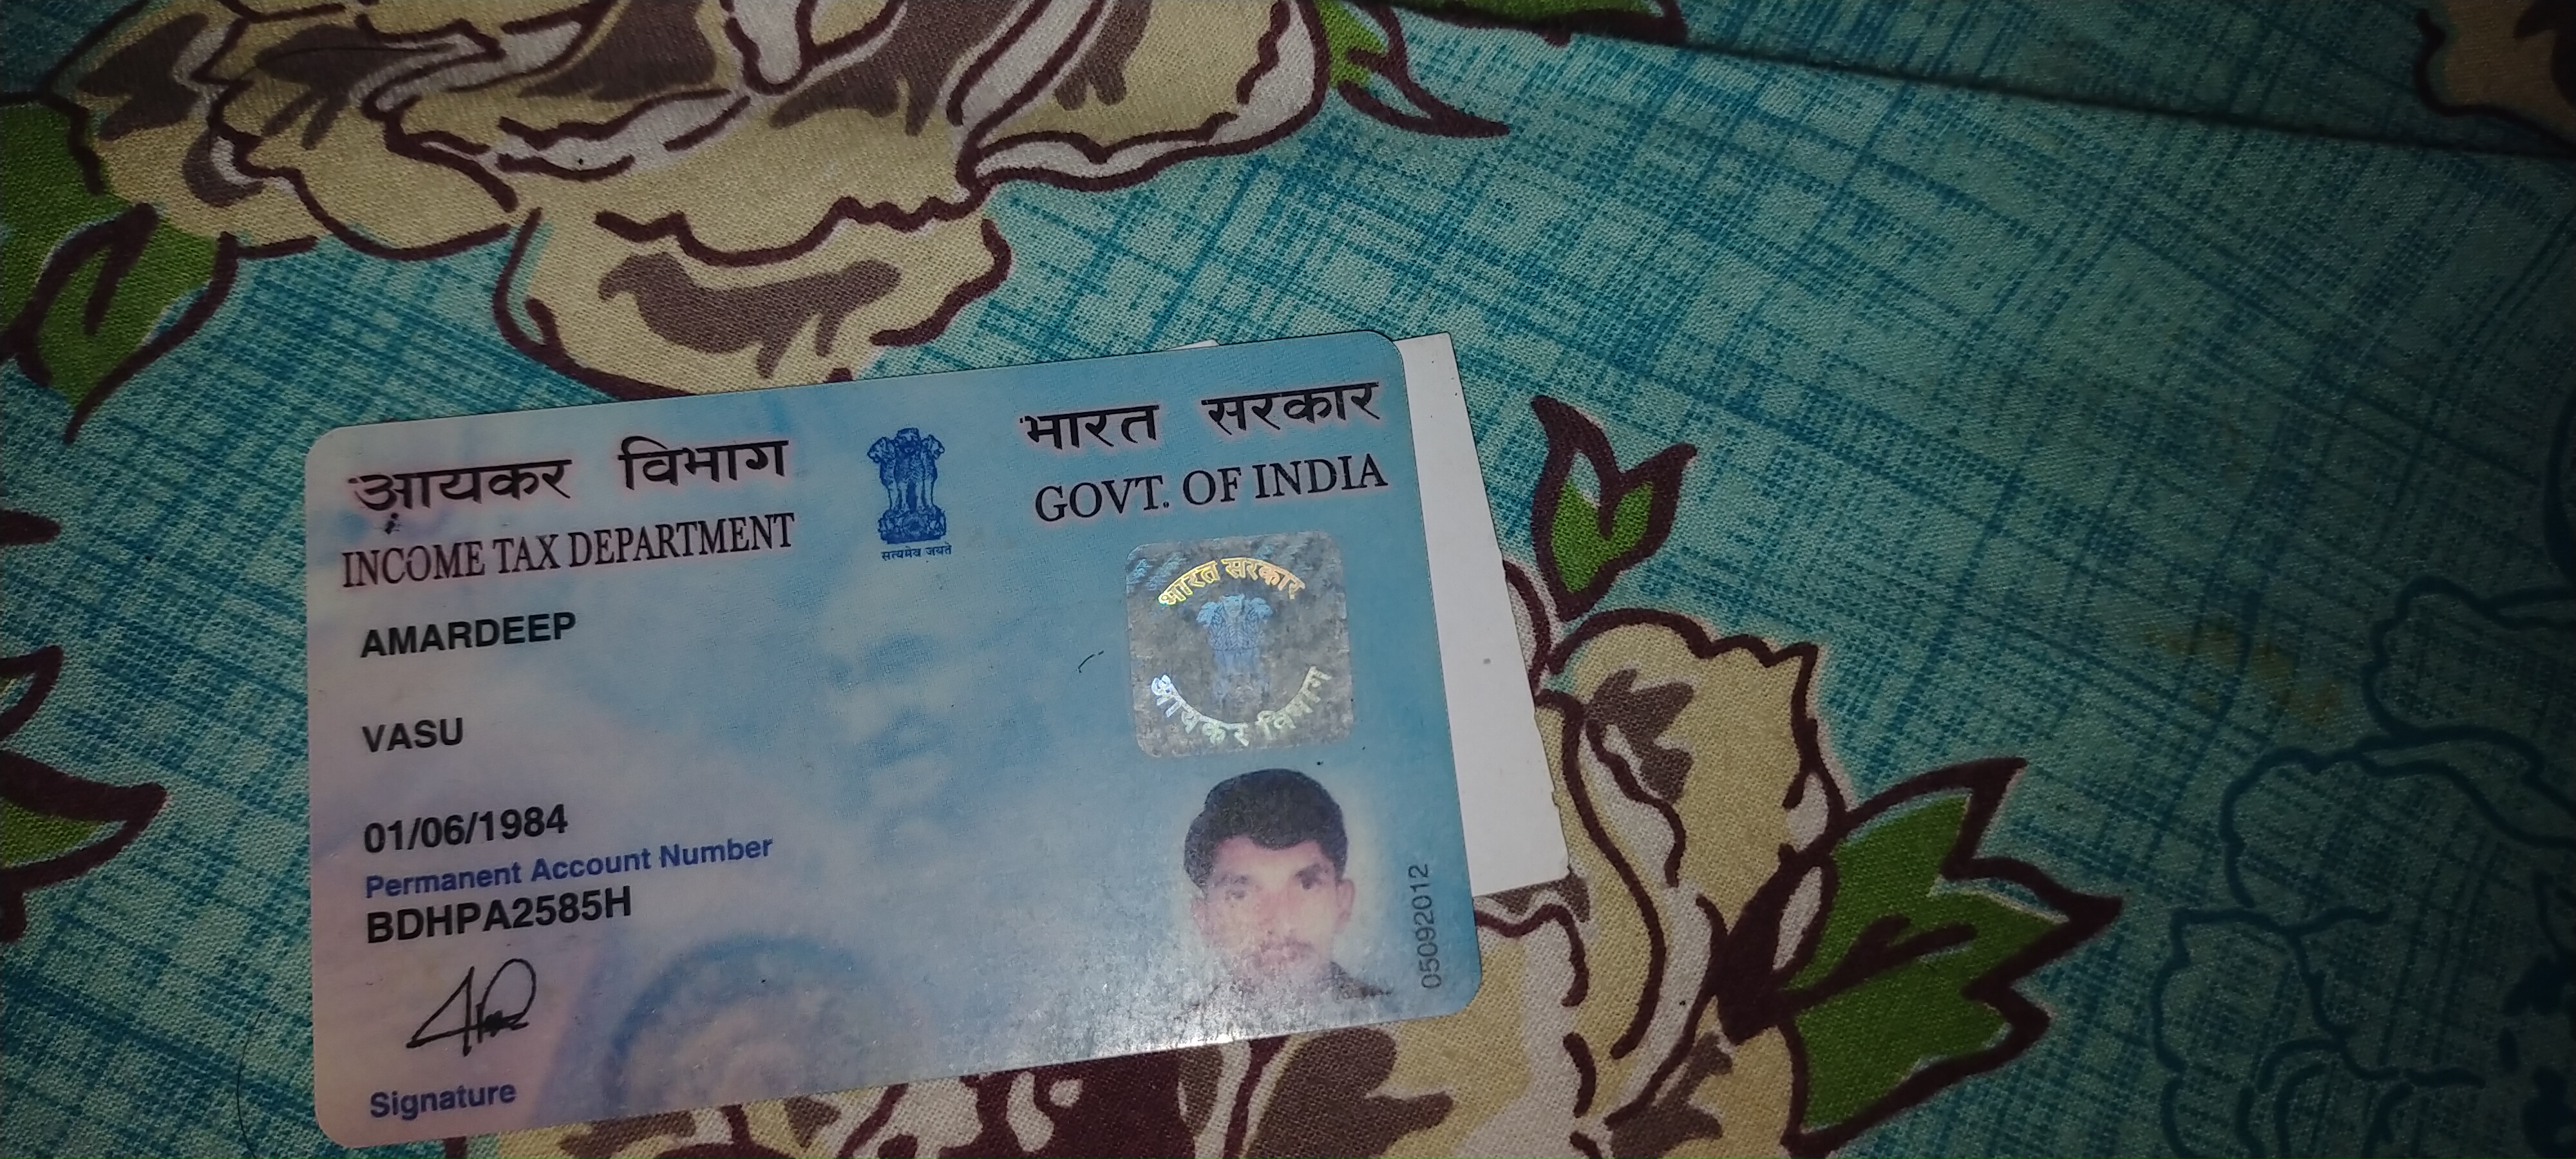 आयकर विभाग
INCOME TAX DEPARTMENT
सत्यमेव जयते
भारत सरकार
GOVT. OF INDIA
भारत सरकार
आयकर विभाग
AMARDEEP
VASU
01/06/1984
Permanent Account Number
BDHPA2585H
Signature
05092012